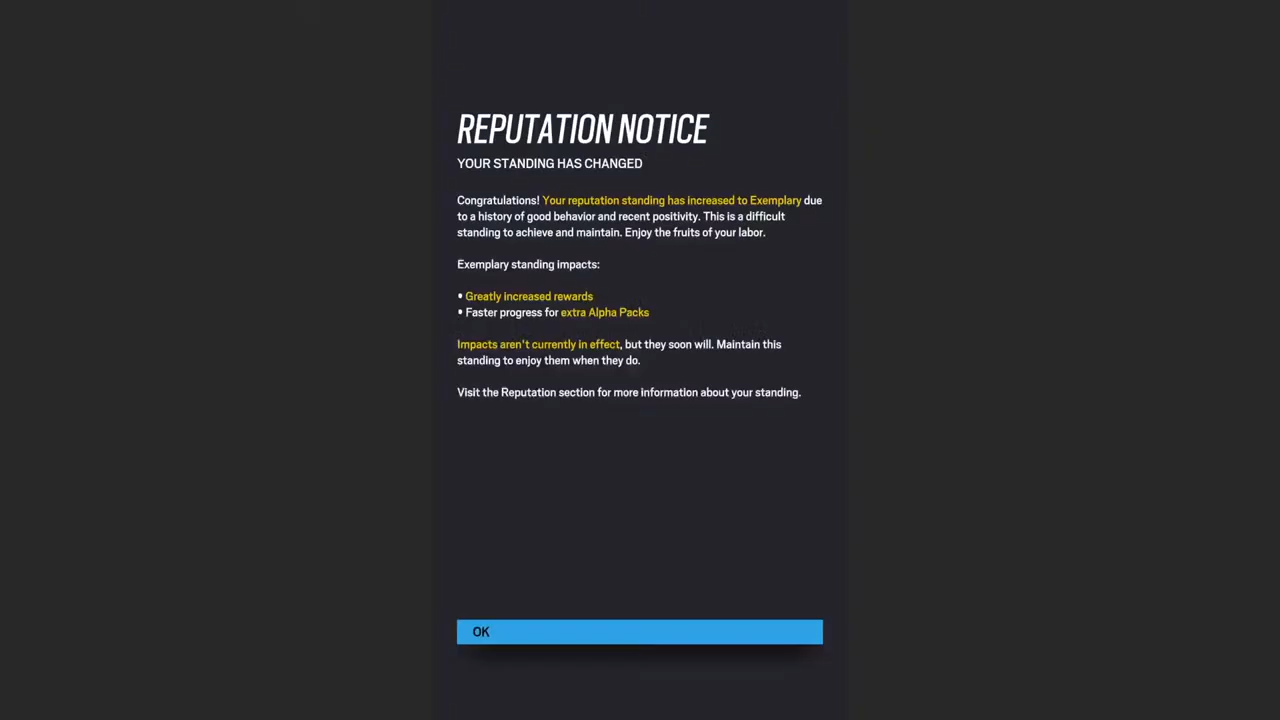 REPUTATION NOTICE
YOUR STANDING HAS CHANGED
Congratulations! Your reputation standing has increased to Exemplary due
to a history of good behavior and recent positivity. This is a difficult
standing to achieve and maintain. Enjoy the fruits of your labor.
Exemplary standing impacts:
• Greatly increased rewards
• Faster progress for extra Alpha Packs
Impacts aren't currently in effect, but they soon will. Maintain this
standing to enjoy them when they do.
Visit the Reputation section for more information about your standing.
OK